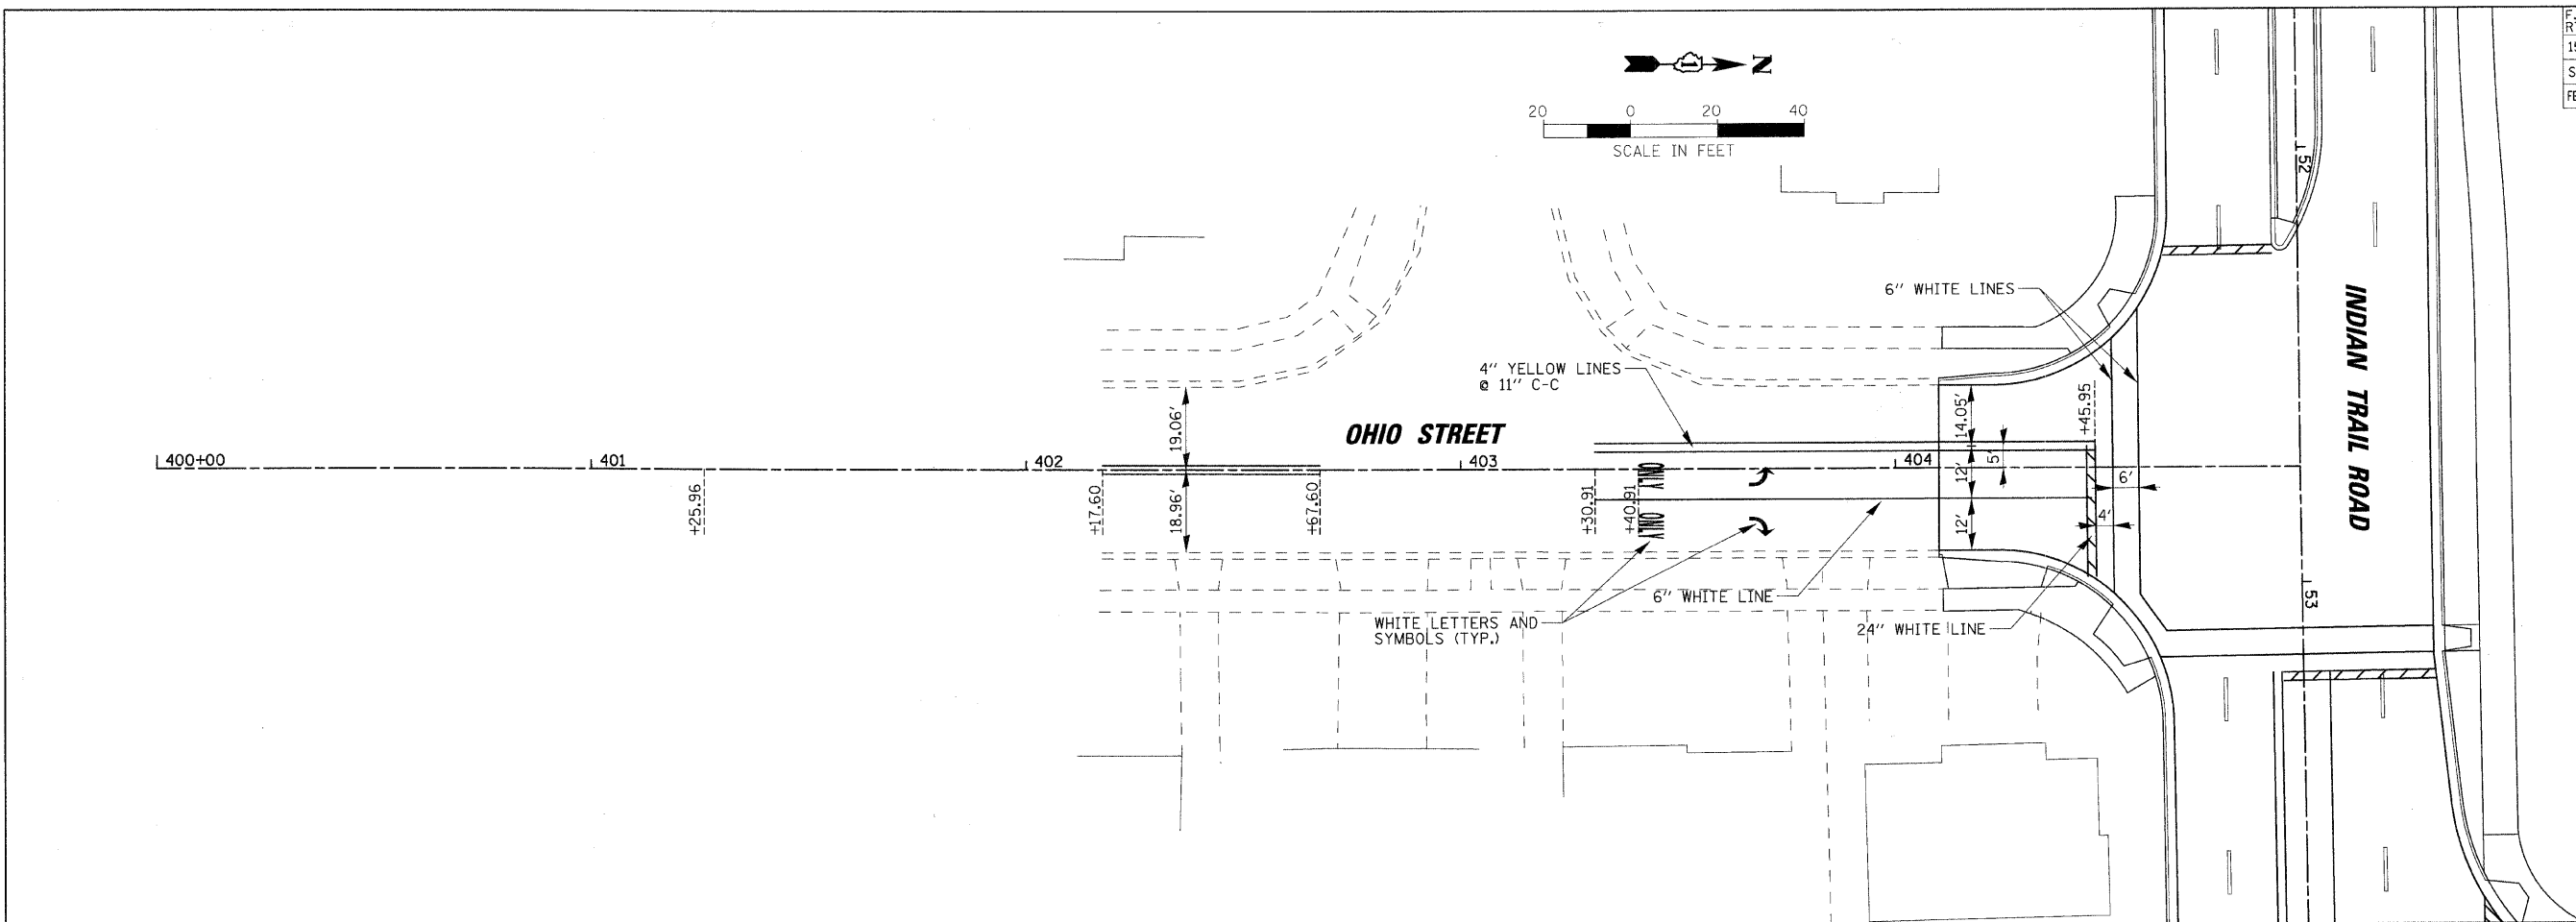 F.
R
15
S
FE
N
20 0 20 40
SCALE IN FEET
52
6" WHITE LINES
INDIAN TRAIL ROAD
4" YELLOW LINES
@ 11" C-C
19.06'
14.05'
+45.95
OHIO STREET
400+00
401
402
403
404
5'
12'
ONLY
6'
+25.96
+17.60
18.96'
+67.60
+30.91
+40.91
ONLY
12'
4'
53
6" WHITE LINE
WHITE LETTERS AND
SYMBOLS (TYP.)
24" WHITE LINE